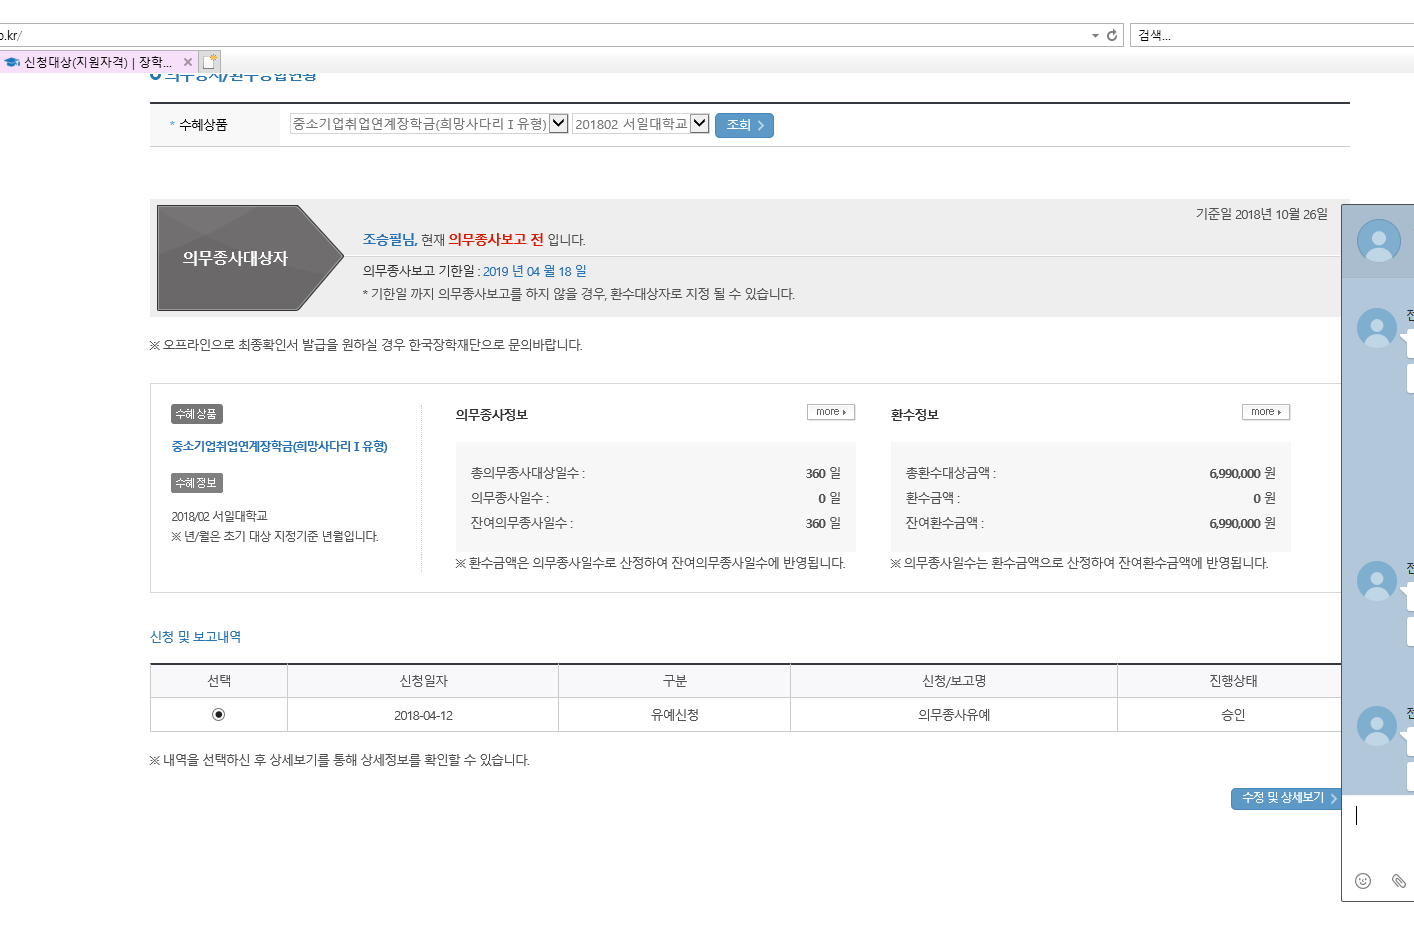 o.kr/
검색...
신청대상(지원자격) | 장학...
의무종사/환수종합현황
* 수혜상품
중소기업취업연계장학금(희망사다리 I 유형)
201802 서일대학교
조회
기준일 2018년 10월 26일
의무종사대상자
조승필님, 현재 의무종사보고 전 입니다.
의무종사보고 기한일 : 2019 년 04 월 18 일
* 기한일 까지 의무종사보고를 하지 않을 경우, 환수대상자로 지정 될 수 있습니다.
※ 오프라인으로 최종확인서 발급을 원하실 경우 한국장학재단으로 문의바랍니다.
수혜상품
중소기업취업연계장학금(희망사다리 I 유형)
수혜정보
2018/02 서일대학교
※ 년/월은 초기 대상 지정기준 년월입니다.
의무종사정보
more
총의무종사대상일수 : 360 일
의무종사일수 : 0 일
잔여의무종사일수 : 360 일
※ 환수금액은 의무종사일수로 산정하여 잔여의무종사일수에 반영됩니다.
환수정보
more
총환수대상금액 : 6,990,000 원
환수금액 : 0 원
잔여환수금액 : 6,990,000 원
※ 의무종사일수는 환수금액으로 산정하여 잔여환수금액에 반영됩니다.
신청 및 보고내역
선택 신청일자 구분 신청/보고명 진행상태
2018-04-12 유예신청 의무종사유예 승인
※ 내역을 선택하신 후 상세보기를 통해 상세정보를 확인할 수 있습니다.
수정 및 상세보기